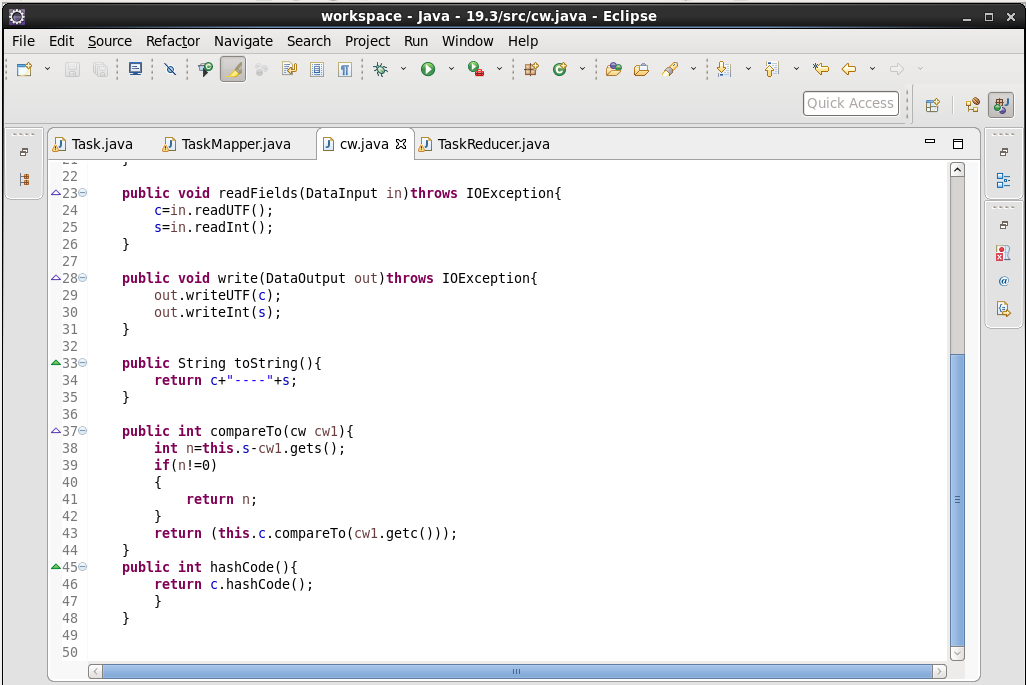 workspace - Java - 19.3/src/cw.java - Eclipse
File Edit Source Refactor Navigate Search Project Run Window Help
Quick Access
Task.java TaskMapper.java cw.java TaskReducer.java
21 }
22
23 public void readFields(DataInput in)throws IOException{
24 c=in.readUTF();
25 s=in.readInt();
26 }
27
28 public void write(DataOutput out)throws IOException{
29 out.writeUTF(c);
30 out.writeInt(s);
31 }
32
33 public String toString(){
34 return c+"----"+s;
35 }
36
37 public int compareTo(cw cw1){
38 int n=this.s-cw1.gets();
39 if(n!=0)
40 {
41 return n;
42 }
43 return (this.c.compareTo(cw1.getc()));
44 }
45 public int hashCode(){
46 return c.hashCode();
47 }
48 }
49
50